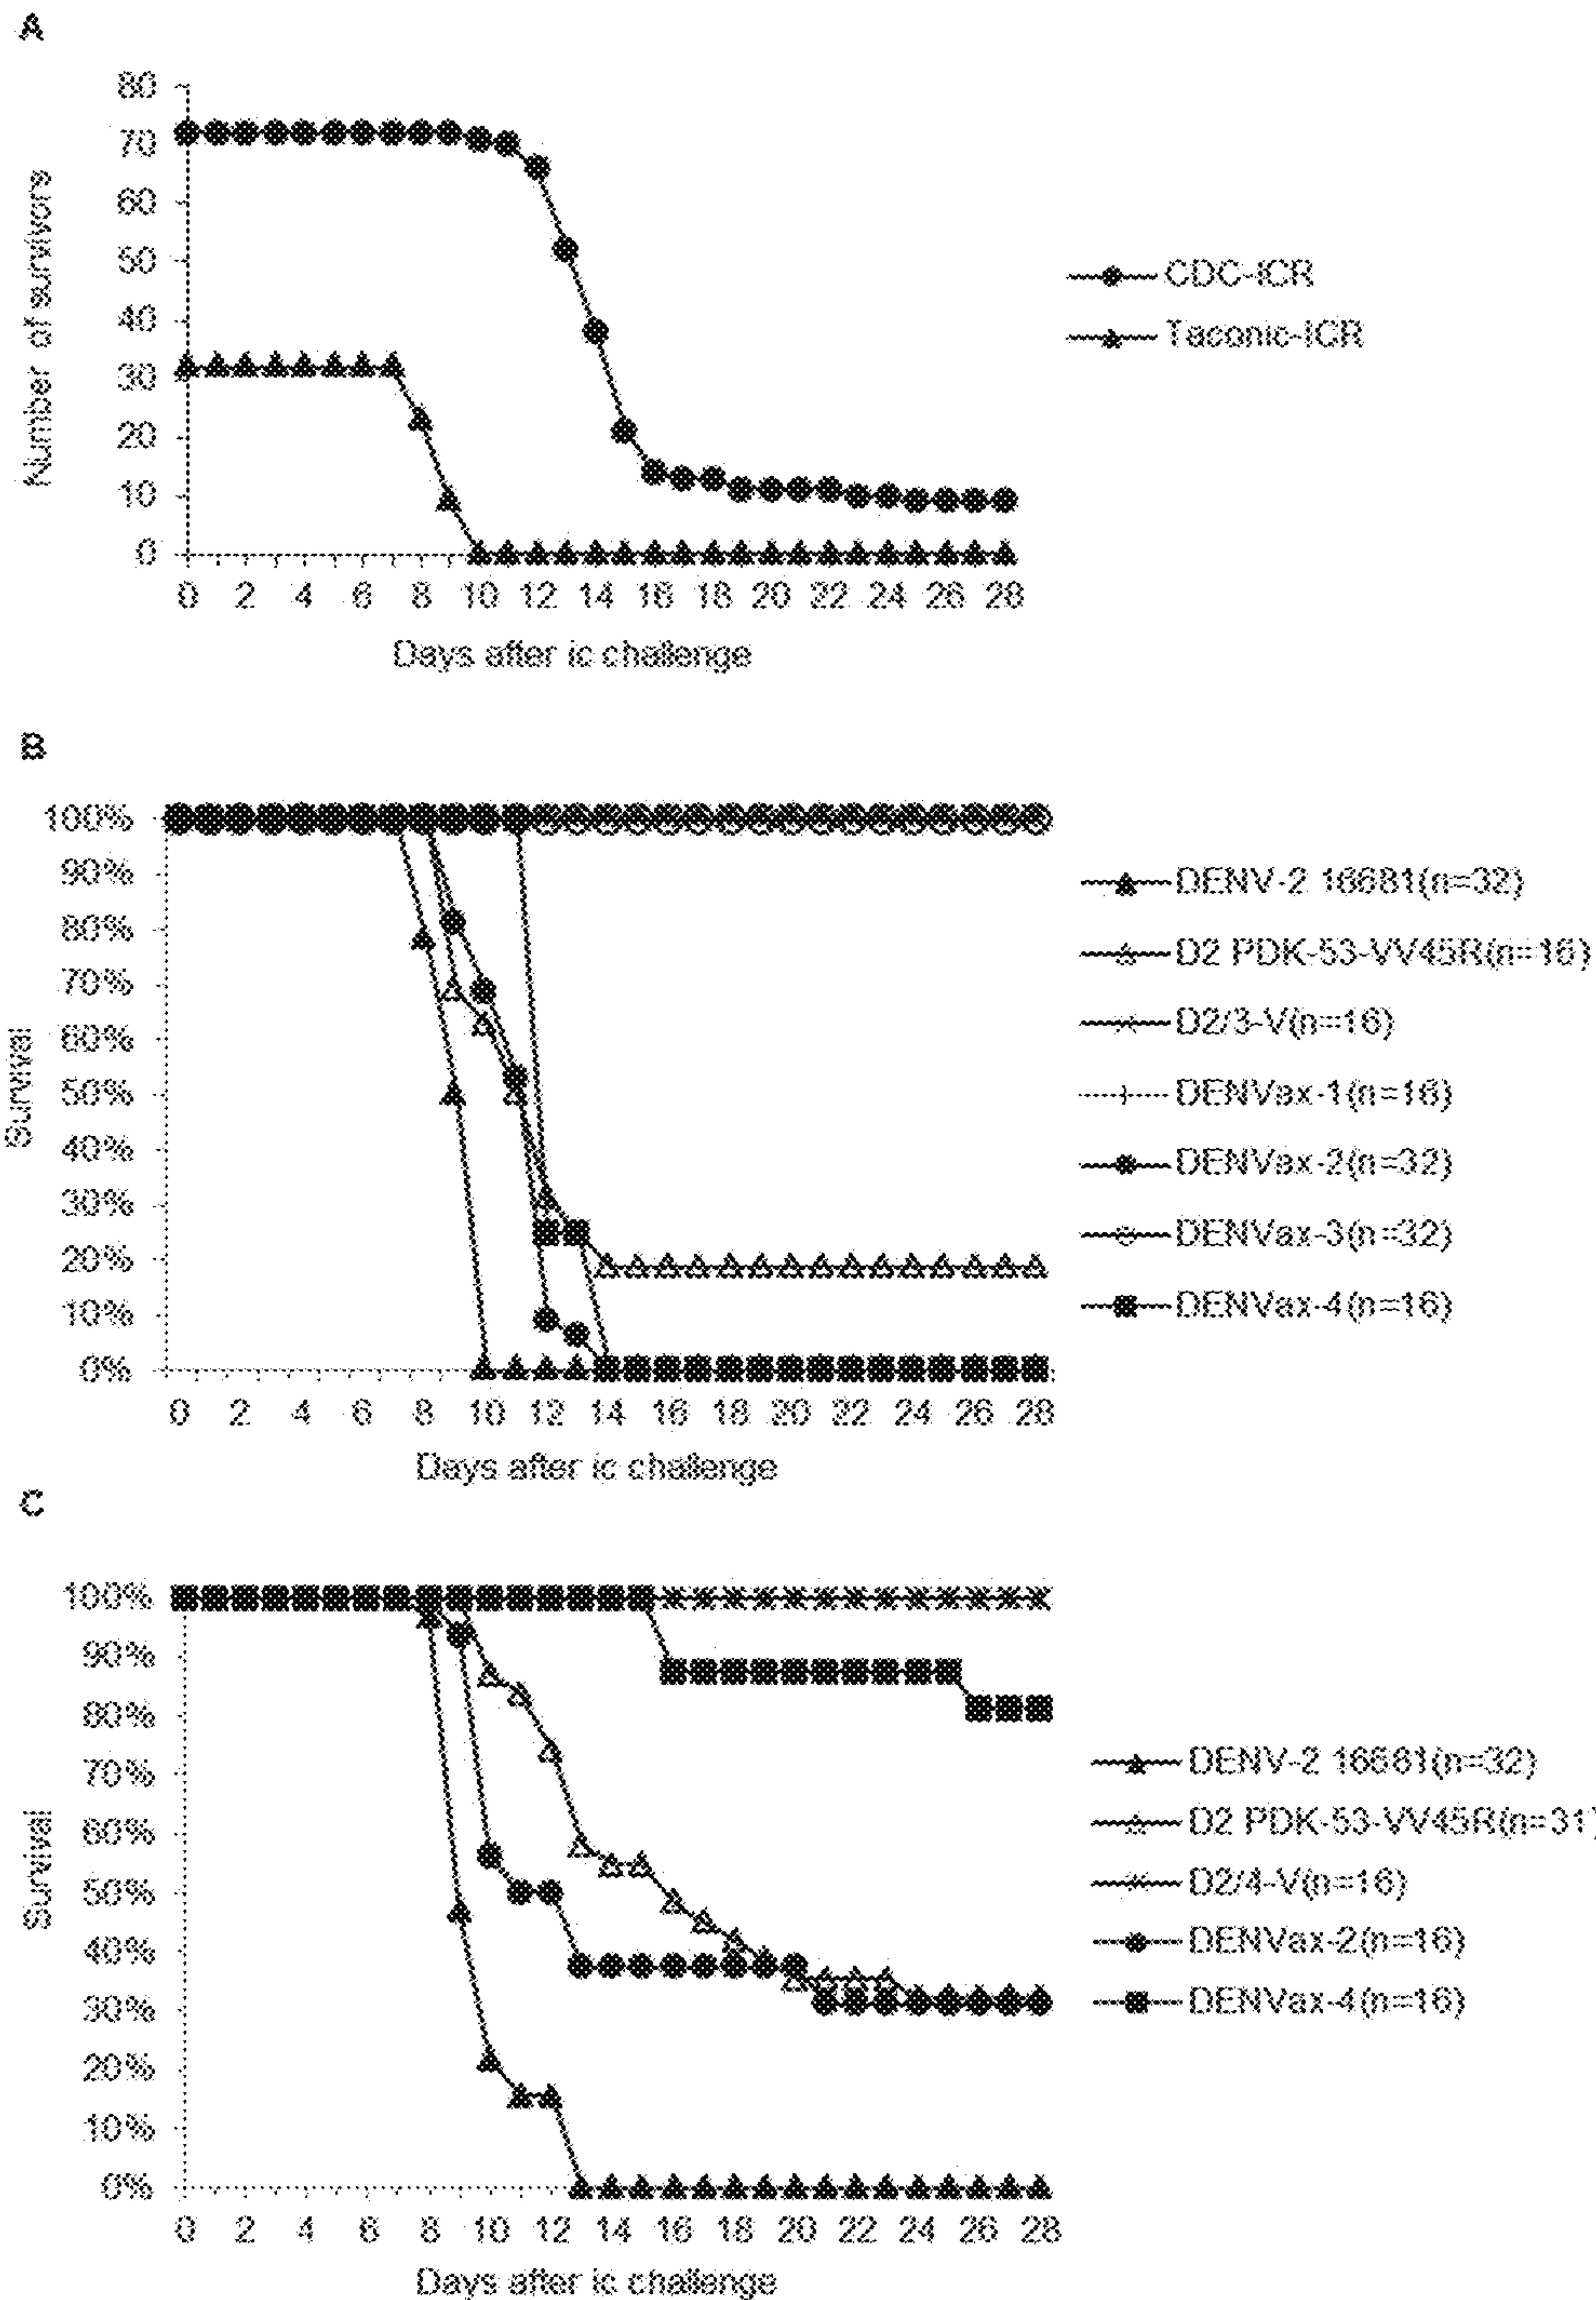 A
80
70
60
50
40
30
20
10
0
Number of survivors
0 2 4 6 8 10 12 14 16 18 20 22 24 26 28
Days after ic challenge
CDC-ICR
Taconic-ICR
B
100%
90%
80%
70%
60%
50%
40%
30%
20%
10%
0%
Survival
0 2 4 6 8 10 12 14 16 18 20 22 24 26 28
Days after ic challenge
DENV-2 16681(n=32)
D2 PDK-53-VV45R(n=16)
D2/3-V(n=16)
DENVax-1(n=16)
DENVax-2(n=32)
DENVax-3(n=32)
DENVax-4(n=16)
C
100%
90%
80%
70%
60%
50%
40%
30%
20%
10%
0%
Survival
0 2 4 6 8 10 12 14 16 18 20 22 24 26 28
Days after ic challenge
DENV-2 16681(n=32)
D2 PDK-53-VV45R(n=31)
D2/4-V(n=16)
DENVax-2(n=16)
DENVax-4(n=16)